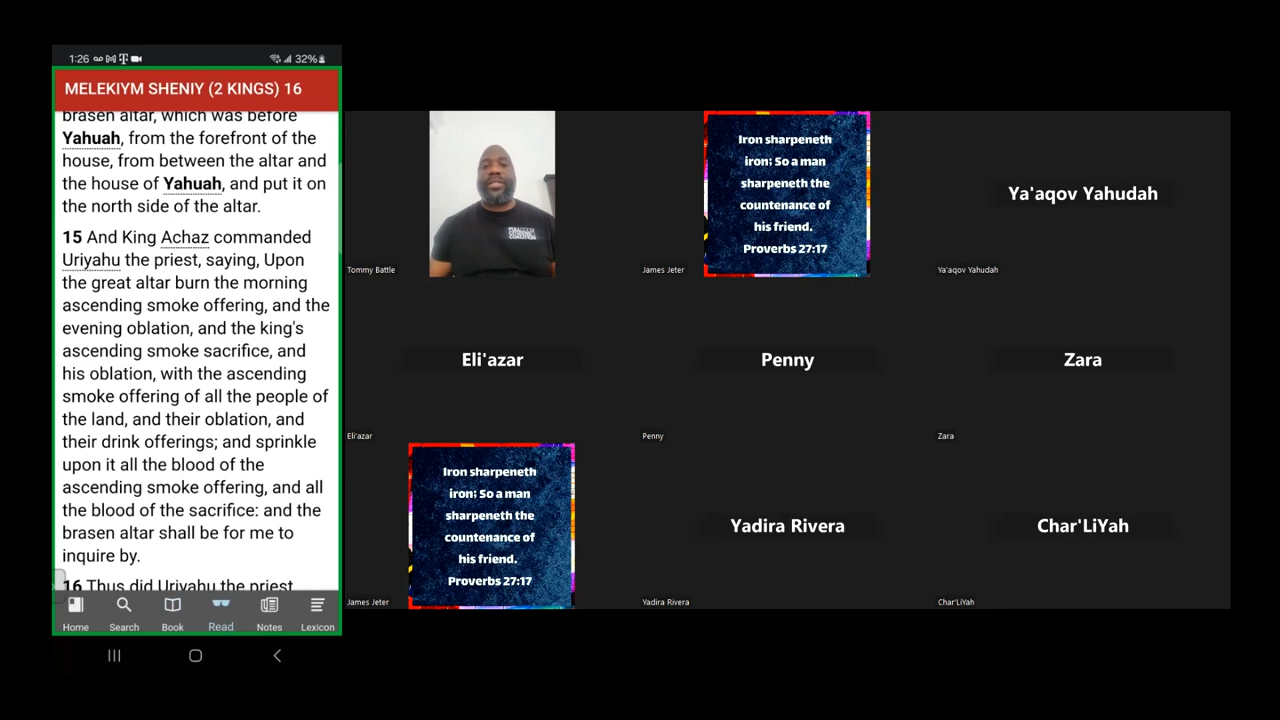 1:26
32%
MELEKIYM SHENIY (2 KINGS) 16
brasen altar, which was before
Yahuah, from the forefront of the
house, from between the altar and
the house of Yahuah, and put it on
the north side of the altar.
15 And King Achaz commanded
Uriyahu the priest, saying, Upon
the great altar burn the morning
ascending smoke offering, and the
evening oblation, and the king's
ascending smoke sacrifice, and
his oblation, with the ascending
smoke offering of all the people of
the land, and their oblation, and
their drink offerings; and sprinkle
upon it all the blood of the
ascending smoke offering, and all
the blood of the sacrifice: and the
brasen altar shall be for me to
inquire by.
16 Thus did Uriyahu the priest
Home
Search
Book
Read
Notes
Lexicon
Tommy Battle
Iron sharpeneth
iron: So a man
sharpeneth the
countenance of
his friend.
Proverbs 27:17
James Jeter
Ya'aqov Yahudah
Ya'aqov Yahudah
Eli'azar
Eli'azar
Penny
Penny
Zara
Zara
Iron sharpeneth
iron: So a man
sharpeneth the
countenance of
his friend.
Proverbs 27:17
James Jeter
Yadira Rivera
Yadira Rivera
Char'LiYah
Char'LiYah